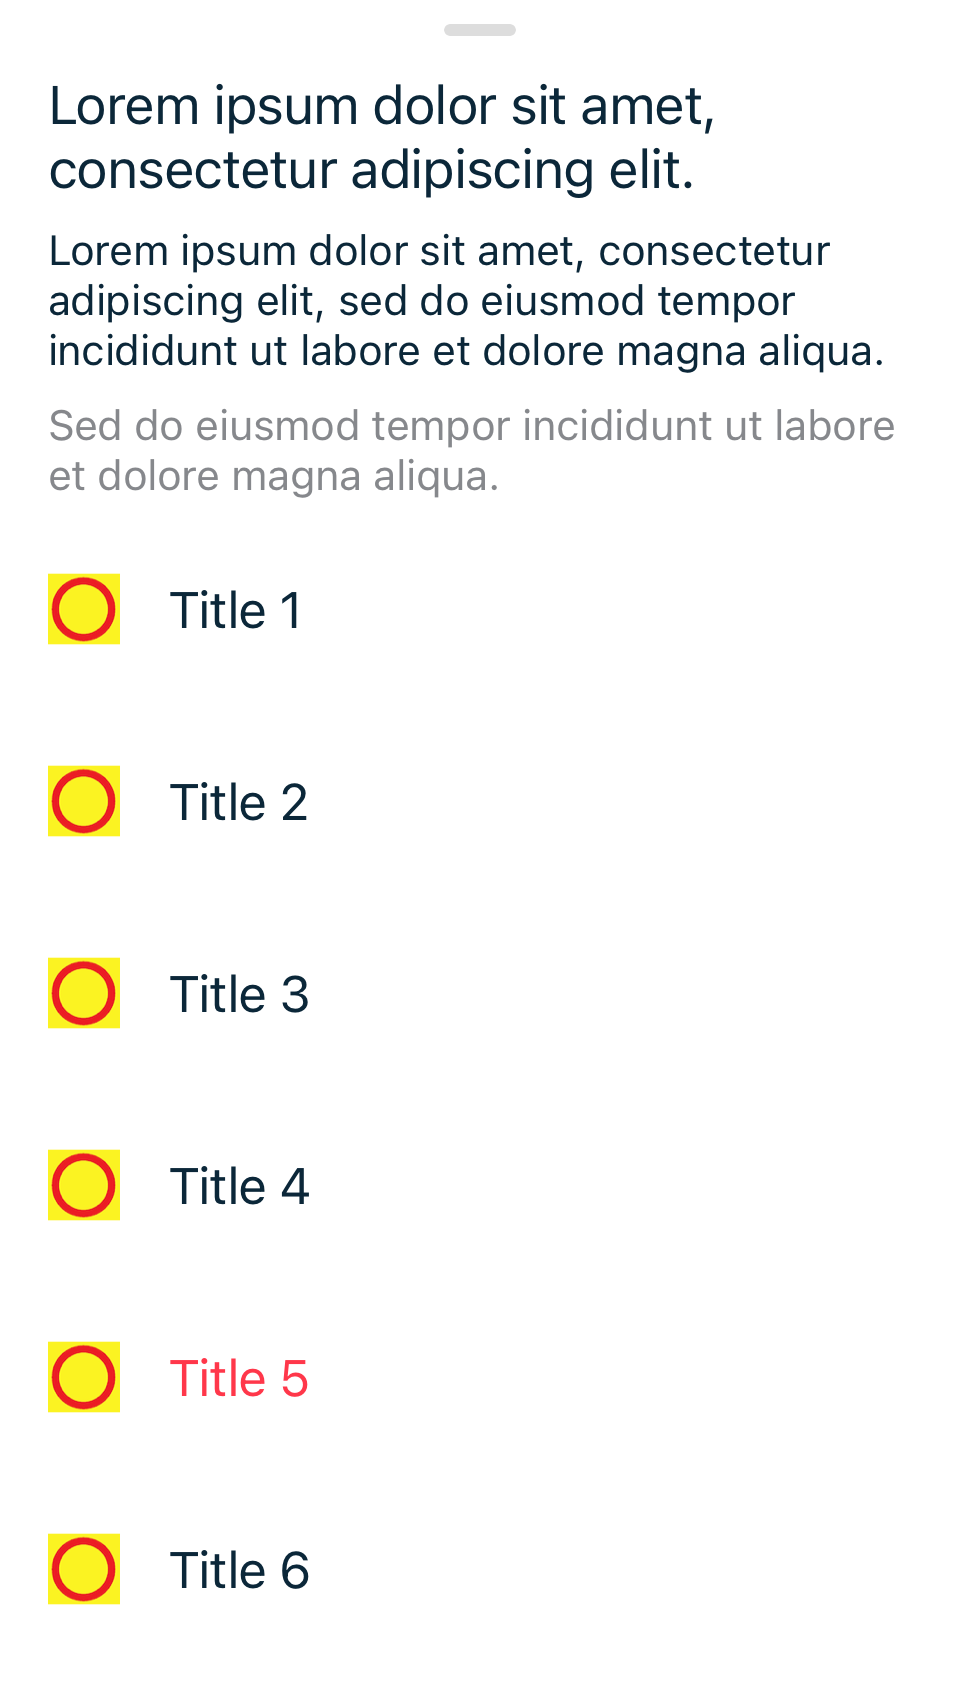 Lorem ipsum dolor sit amet,
consectetur adipiscing elit.
Lorem ipsum dolor sit amet, consectetur
adipiscing elit, sed do eiusmod tempor
incididunt ut labore et dolore magna aliqua.
Sed do eiusmod tempor incididunt ut labore
et dolore magna aliqua.
Title 1
Title 2
Title 3
Title 4
Title 5
Title 6